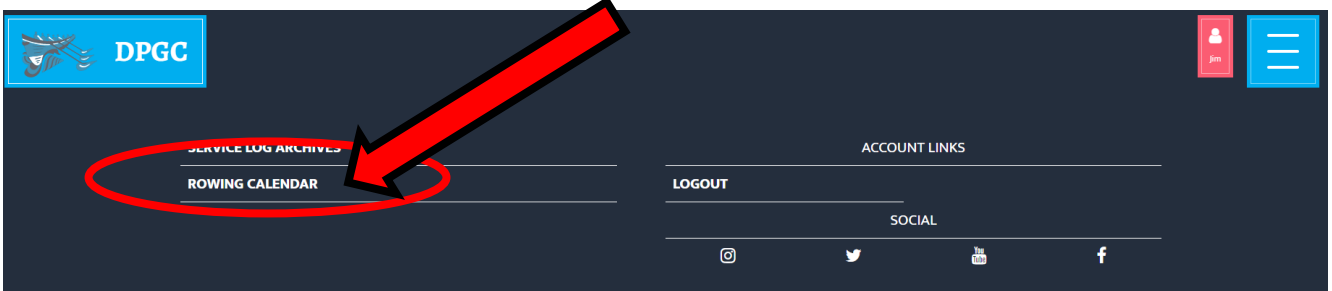 DPGC
Jim
SERVICE LOG ARCHIVES
ROWING CALENDAR
ACCOUNT LINKS
LOGOUT
SOCIAL
You
Tube